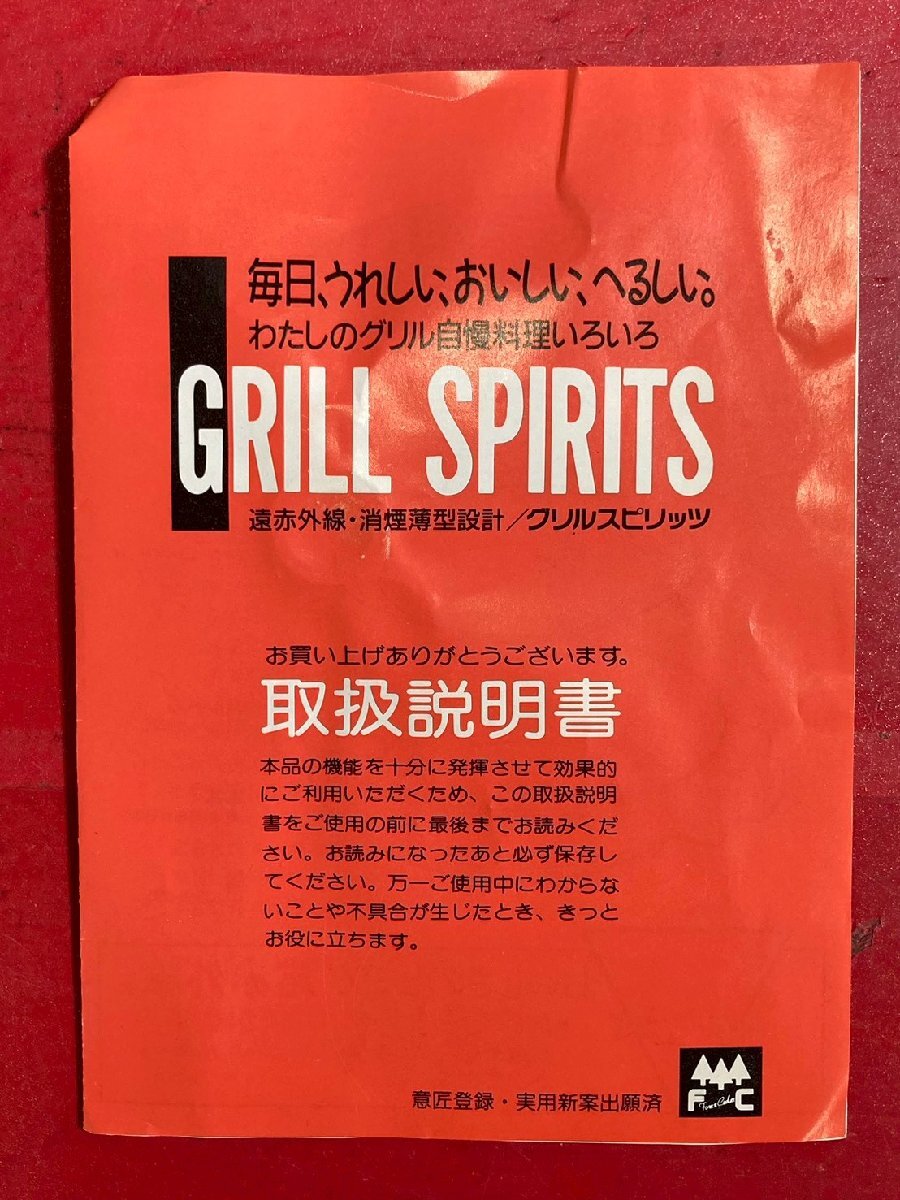 毎日、うれしい、おいしい、へるしい。
わたしのグリル自慢料理いろいろ
GRILL SPIRITS
遠赤外線・消煙薄型設計／グリルスピリッツ
お買い上げありがとうございます。
取扱説明書
本品の機能を十分に発揮させて効果的
にご利用いただくため、この取扱説明
書をご使用の前に最後までお読みくだ
さい。お読みになったあと必ず保存し
てください。万一ご使用中にわからな
いことや不具合が生じたとき、きっと
お役に立ちます。
意匠登録・実用新案出願済
F C